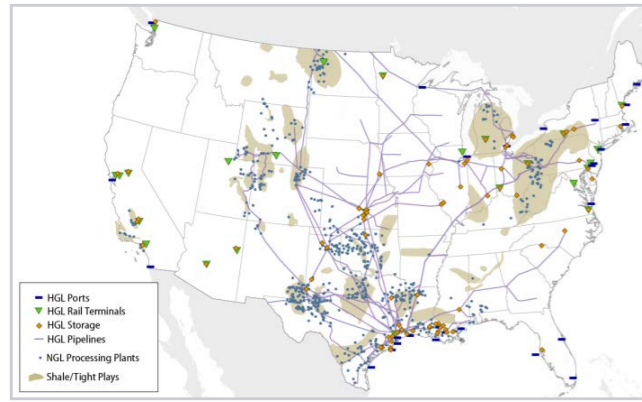 HGL Ports
HGL Rail Terminals
HGL Storage
HGL Pipelines
NGL Processing Plants
Shale/Tight Plays